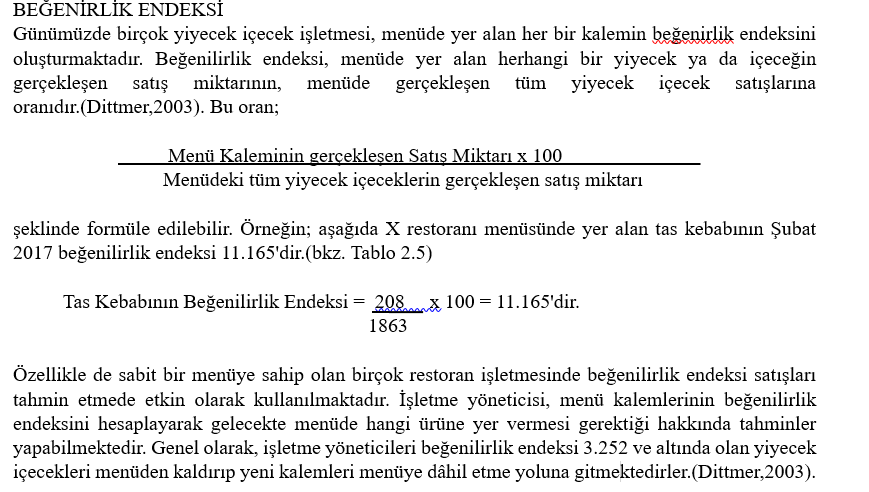 BEĞENİRLİK ENDEKSİ
Günümüzde birçok yiyecek içecek işletmesi, menüde yer alan her bir kalemin beğenirlik endeksini
oluşturmaktadır. Beğenilirlik endeksi, menüde yer alan herhangi bir yiyecek ya da içeceğin
gerçekleşen satış miktarının, menüde gerçekleşen tüm yiyecek içecek satışlarına
oranıdır.(Dittmer,2003). Bu oran;
Menü Kaleminin gerçekleşen Satış Miktarı x 100
Menüdeki tüm yiyecek içeceklerin gerçekleşen satış miktarı
şeklinde formüle edilebilir. Örneğin; aşağıda X restoranı menüsünde yer alan tas kebabının Şubat
2017 beğenilirlik endeksi 11.165'dir.(bkz. Tablo 2.5)
Tas Kebabının Beğenilirlik Endeksi = 208 x 100 = 11.165'dir.
1863
Özellikle de sabit bir menüye sahip olan birçok restoran işletmesinde beğenilirlik endeksi satışları
tahmin etmede etkin olarak kullanılmaktadır. İşletme yöneticisi, menü kalemlerinin beğenilirlik
endeksini hesaplayarak gelecekte menüde hangi ürüne yer vermesi gerektiği hakkında tahminler
yapabilmektedir. Genel olarak, işletme yöneticileri beğenilirlik endeksi 3.252 ve altında olan yiyecek
içecekleri menüden kaldırıp yeni kalemleri menüye dâhil etme yoluna gitmektedirler.(Dittmer,2003).